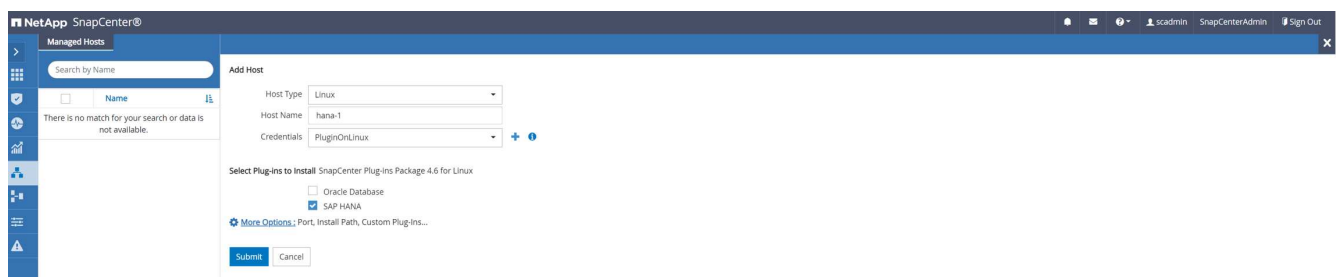 NetApp SnapCenter®
scadmin SnapCenterAdmin Sign Out
Managed Hosts
Search by Name
Name
There is no match for your search or data is
not available.
Add Host
Host Type Linux
Host Name hana-1
Credentials PluginOnLinux
Select Plug-ins to Install SnapCenter Plug-ins Package 4.6 for Linux
Oracle Database
SAP HANA
More Options : Port, Install Path, Custom Plug-Ins...
Submit Cancel